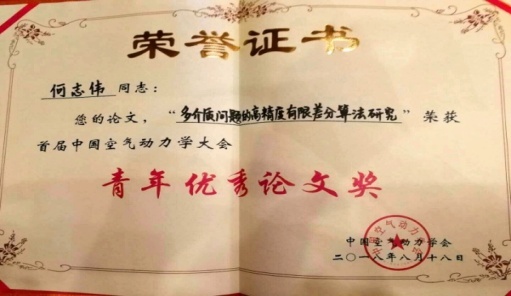 荣誉证书
何志伟 同志：
您的论文，“多介质问题的高精度有限差分算法研究”荣获
首届中国空气动力学大会
青年优秀论文奖
中国空气动力学会
二〇一八年八月十八日